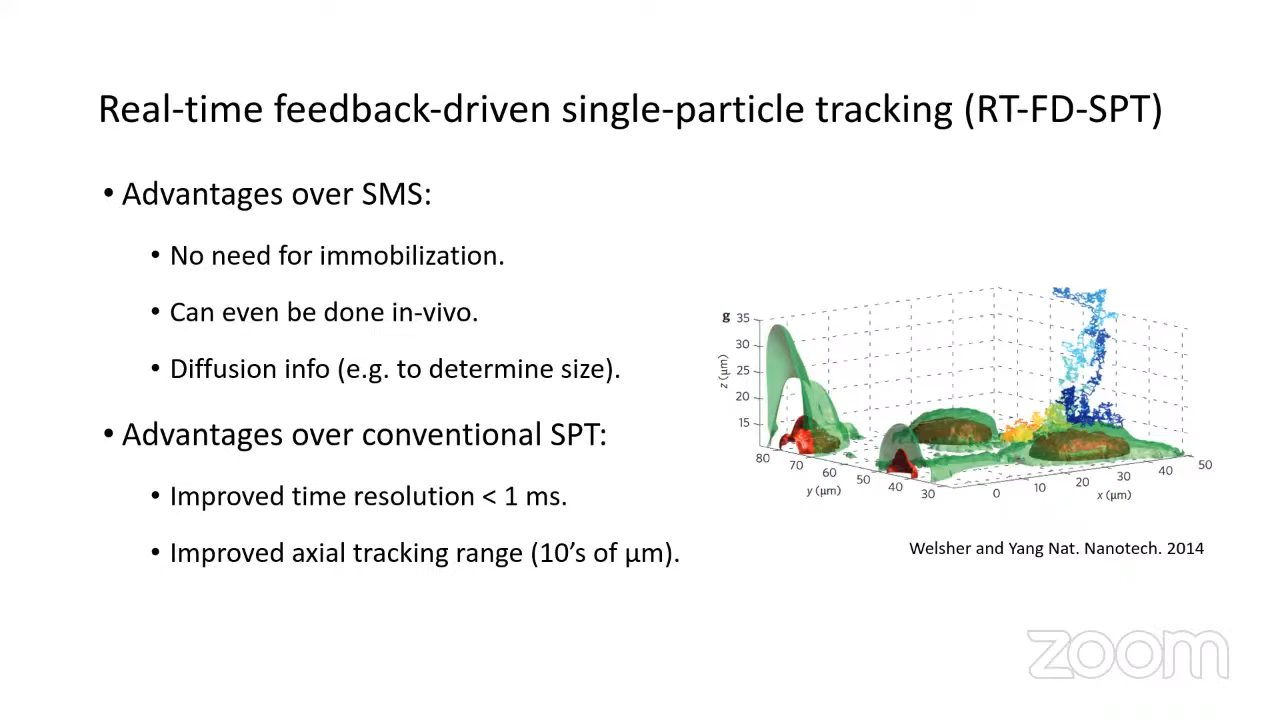 Real-time feedback-driven single-particle tracking (RT-FD-SPT)
• Advantages over SMS:
• No need for immobilization.
• Can even be done in-vivo.
• Diffusion info (e.g. to determine size).
• Advantages over conventional SPT:
• Improved time resolution < 1 ms.
• Improved axial tracking range (10’s of µm).
g
35
30
25
20
15
z (µm)
80
70
60
50
40
30
y (µm)
0
10
20
30
40
50
x (µm)
Welsher and Yang Nat. Nanotech. 2014
zoom